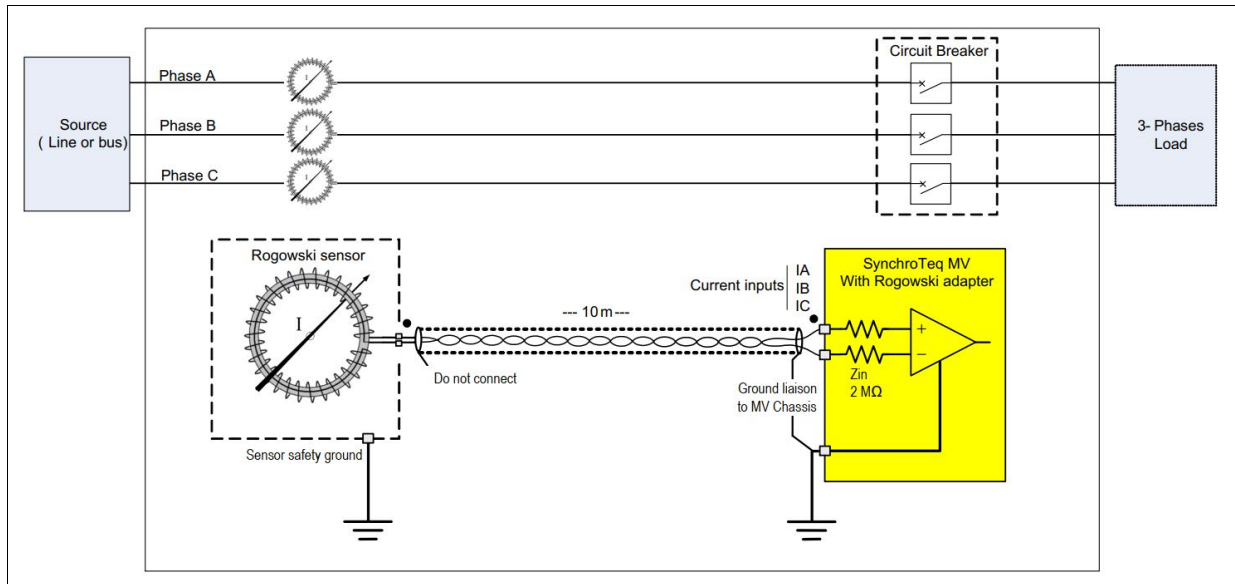 Circuit Breaker
Phase A
Phase B
Phase C
Source
( Line or bus)
3- Phases
Load
Rogowski sensor
I
Do not connect
Sensor safety ground
--- 10 m---
Current inputs
IA
IB
IC
SynchroTeq MV
With Rogowski adapter
+
−
Zin
2 MΩ
Ground liaison
to MV Chassis